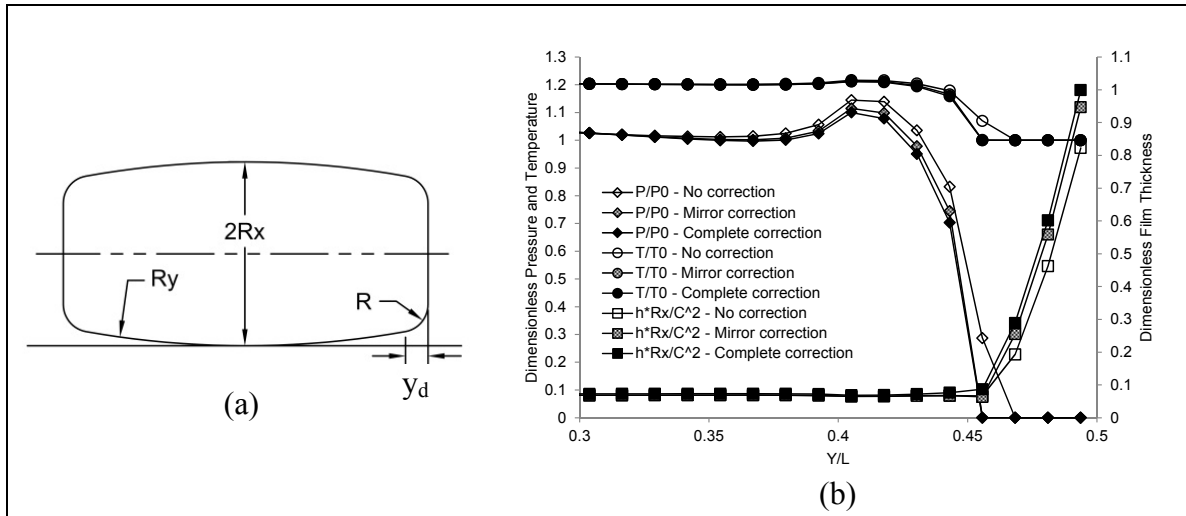 2Rx
Ry
R
yd
(a)
1.3
1.2
1.1
1
0.9
0.8
0.7
0.6
0.5
0.4
0.3
0.2
0.1
0
Dimensionless Pressure and Temperature
P/P0 - No correction
P/P0 - Mirror correction
P/P0 - Complete correction
T/T0 - No correction
T/T0 - Mirror correction
T/T0 - Complete correction
h*Rx/C^2 - No correction
h*Rx/C^2 - Mirror correction
h*Rx/C^2 - Complete correction
1.1
1
0.9
0.8
0.7
0.6
0.5
0.4
0.3
0.2
0.1
0
Dimensionless Film Thickness
0.3 0.35 0.4 0.45 0.5
Y/L
(b)